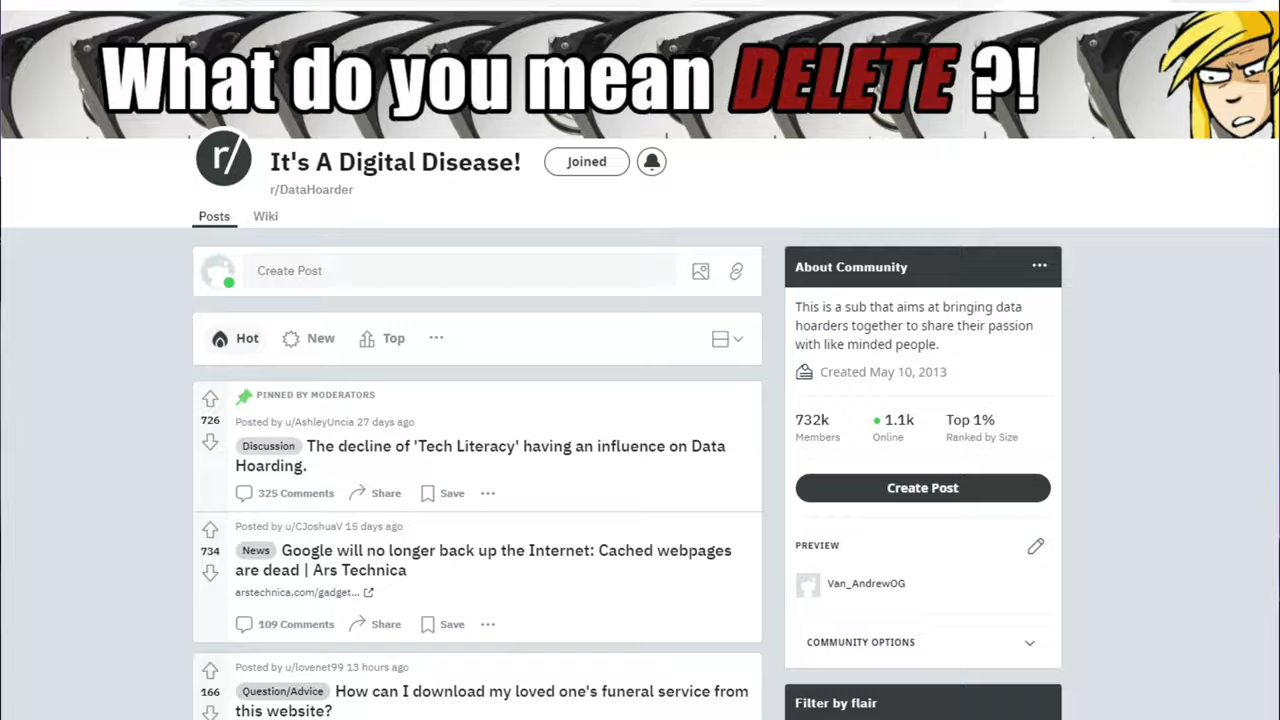 What do you mean DELETE ?!
r/
It's A Digital Disease!
Joined
r/DataHoarder
Posts
Wiki
Create Post
Hot
New
Top
PINNED BY MODERATORS
726
Posted by u/AshleyUncia 27 days ago
Discussion The decline of 'Tech Literacy' having an influence on Data
Hoarding.
325 Comments
Share
Save
Posted by u/CJoshuaV 15 days ago
734
News Google will no longer back up the Internet: Cached webpages
are dead | Ars Technica
arstechnica.com/gadget...
109 Comments
Share
Save
Posted by u/lovenet99 13 hours ago
166
Question/Advice How can I download my loved one's funeral service from
this website?
About Community
This is a sub that aims at bringing data
hoarders together to share their passion
with like minded people.
Created May 10, 2013
732k
1.1k
Top 1%
Members
Online
Ranked by Size
Create Post
PREVIEW
Van_AndrewOG
COMMUNITY OPTIONS
Filter by flair